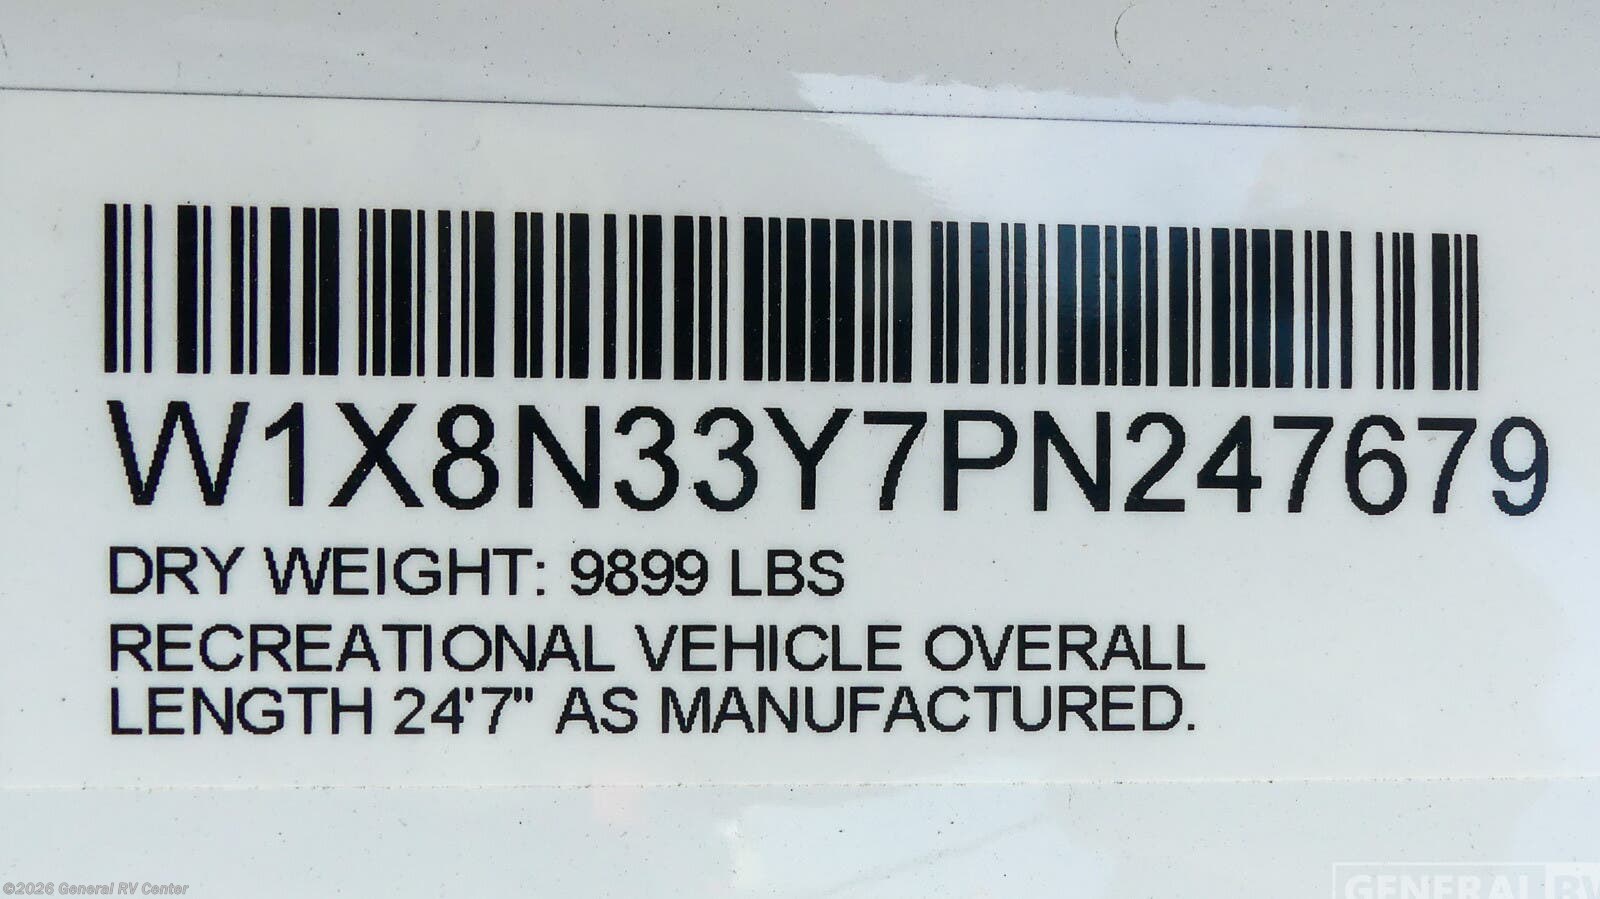 W1X8N33Y7PN247679
DRY WEIGHT: 9899 LBS
RECREATIONAL VEHICLE OVERALL
LENGTH 24'7" AS MANUFACTURED.
©2026 General RV Center
GENERAL RV